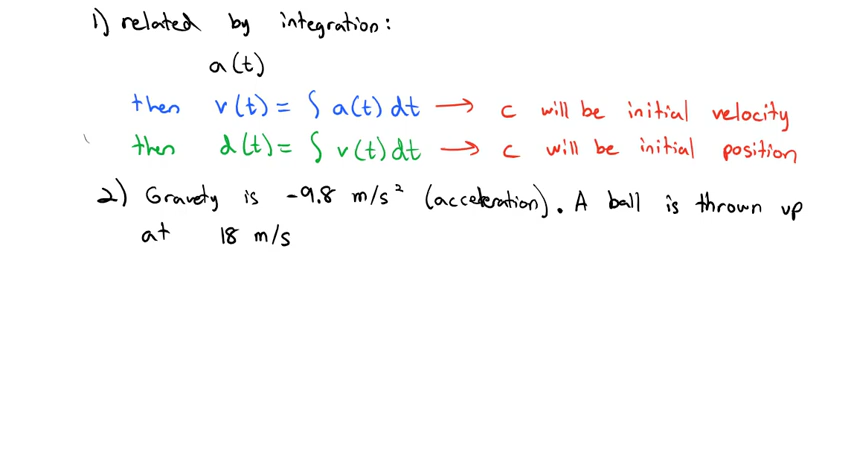 1) related by integration:
a(t)
then v(t) = ∫ a(t) dt → c will be initial velocity
then d(t) = ∫ v(t) dt → c will be initial position
2) Gravety is -9.8 m/s² (acceleration). A ball is thrown up
at 18 m/s